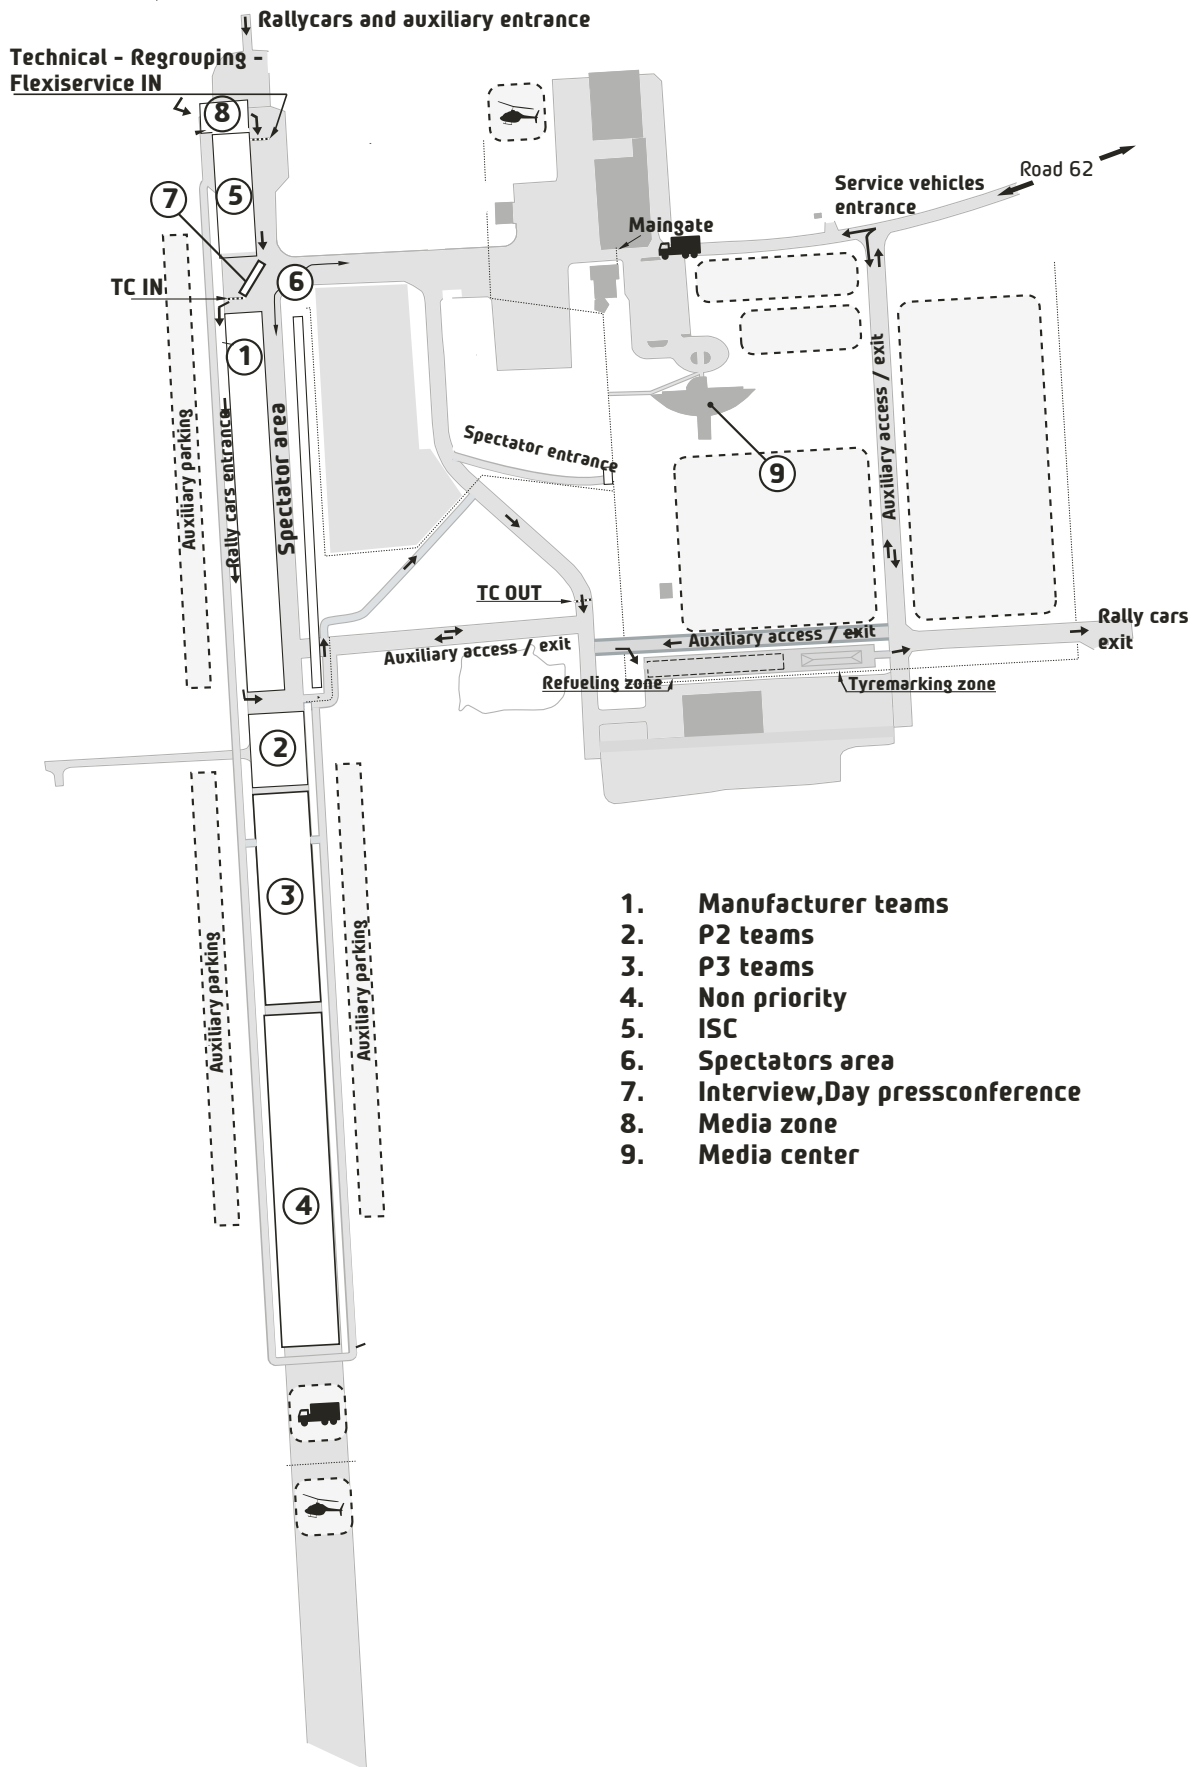 Rallycars and auxiliary entrance
Technical - Regrouping -
Flexiservice IN
8
5
7
Road 62
Service vehicles
entrance
Maingate
TC IN
6
1
Auxiliary parking
Rally cars entrance
Spectator area
Spectator entrance
9
Auxiliary access / exit
TC OUT
Auxiliary access / exit
Auxiliary access / exit
Rally cars
exit
Refueling zone
Tyremarking zone
2
3
Auxiliary parking
Auxiliary parking
4
1. Manufacturer teams
2. P2 teams
3. P3 teams
4. Non priority
5. ISC
6. Spectators area
7. Interview,Day pressconference
8. Media zone
9. Media center